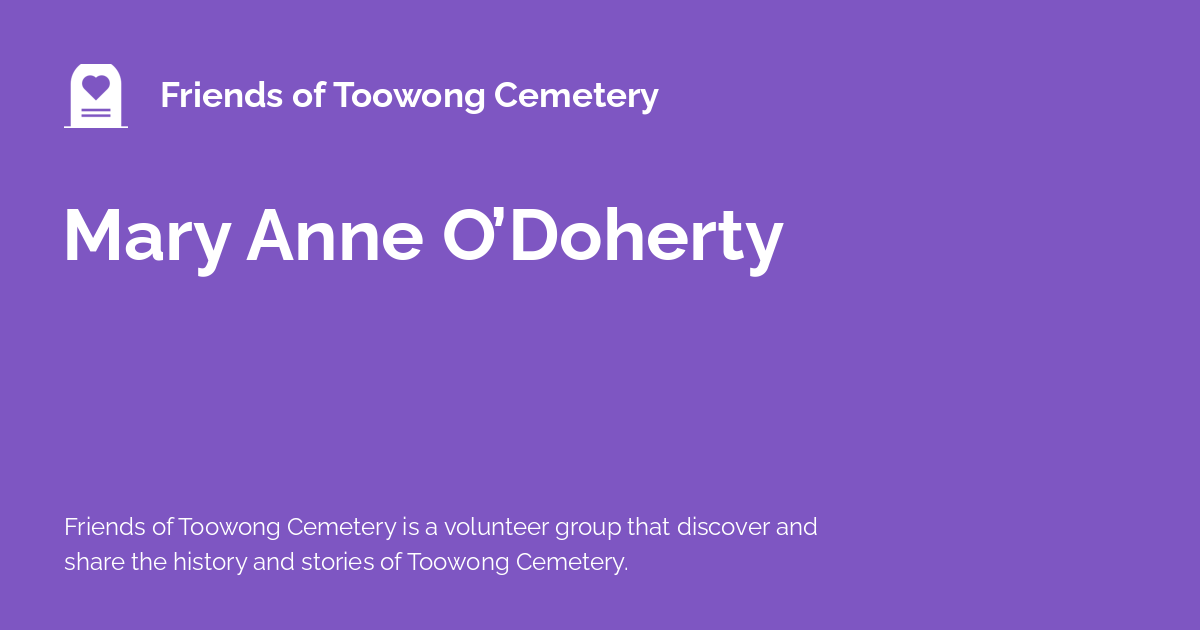 Friends of Toowong Cemetery
Mary Anne O’Doherty
Friends of Toowong Cemetery is a volunteer group that discover and
share the history and stories of Toowong Cemetery.